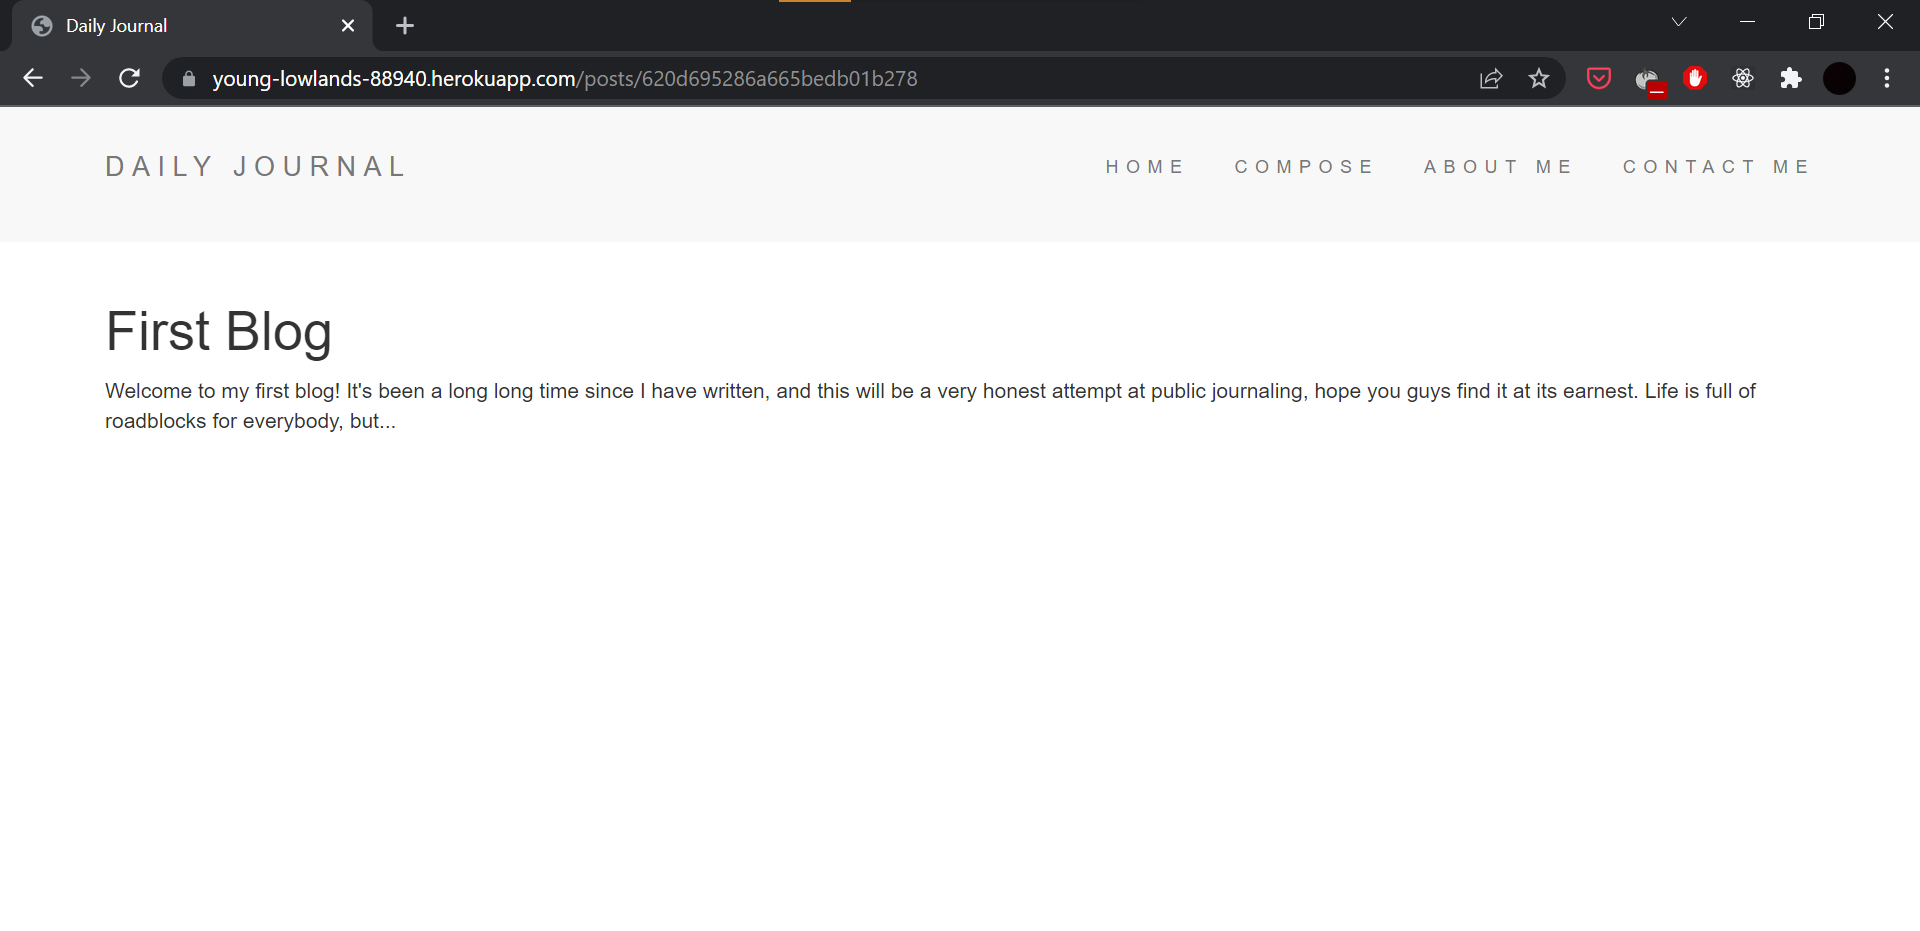 Daily Journal
young-lowlands-88940.herokuapp.com/posts/620d695286a665bedb01b278
DAILY JOURNAL
HOME COMPOSE ABOUT ME CONTACT ME
First Blog
Welcome to my first blog! It's been a long long time since I have written, and this will be a very honest attempt at public journaling, hope you guys find it at its earnest. Life is full of
roadblocks for everybody, but...